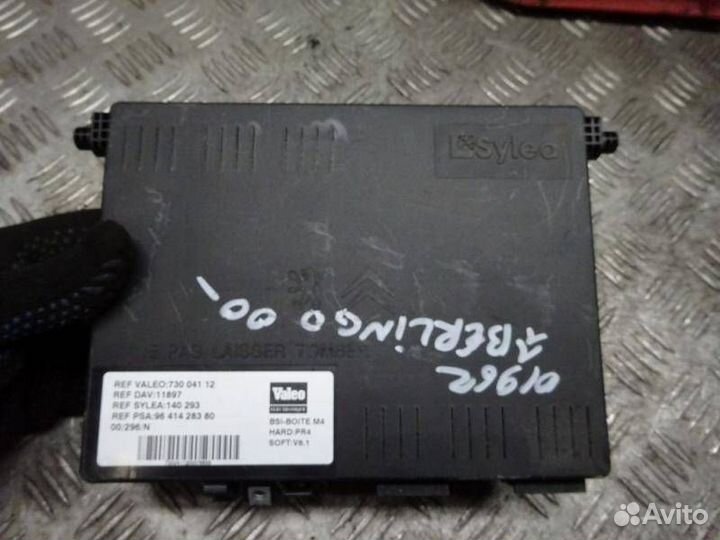 Sylea
01962
BERLINGO 00-
E PAS LAISSER TOMBER
REF VALEO:730 041 12
REF DAV:11897
REF SYLEA:140 293
REF PSA:96 414 283 80
00:296/N
Valeo
BSI-BOITE M4
HARD:PR4
SOFT:V6.1
Avito